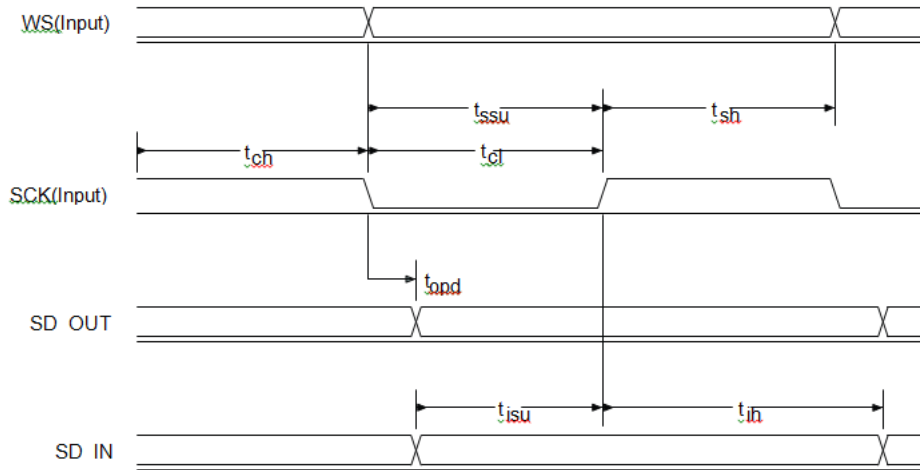 WS(Input)
tssu
tsh
tch
tcl
SCK(Input)
topd
SD OUT
tisu
tih
SD IN